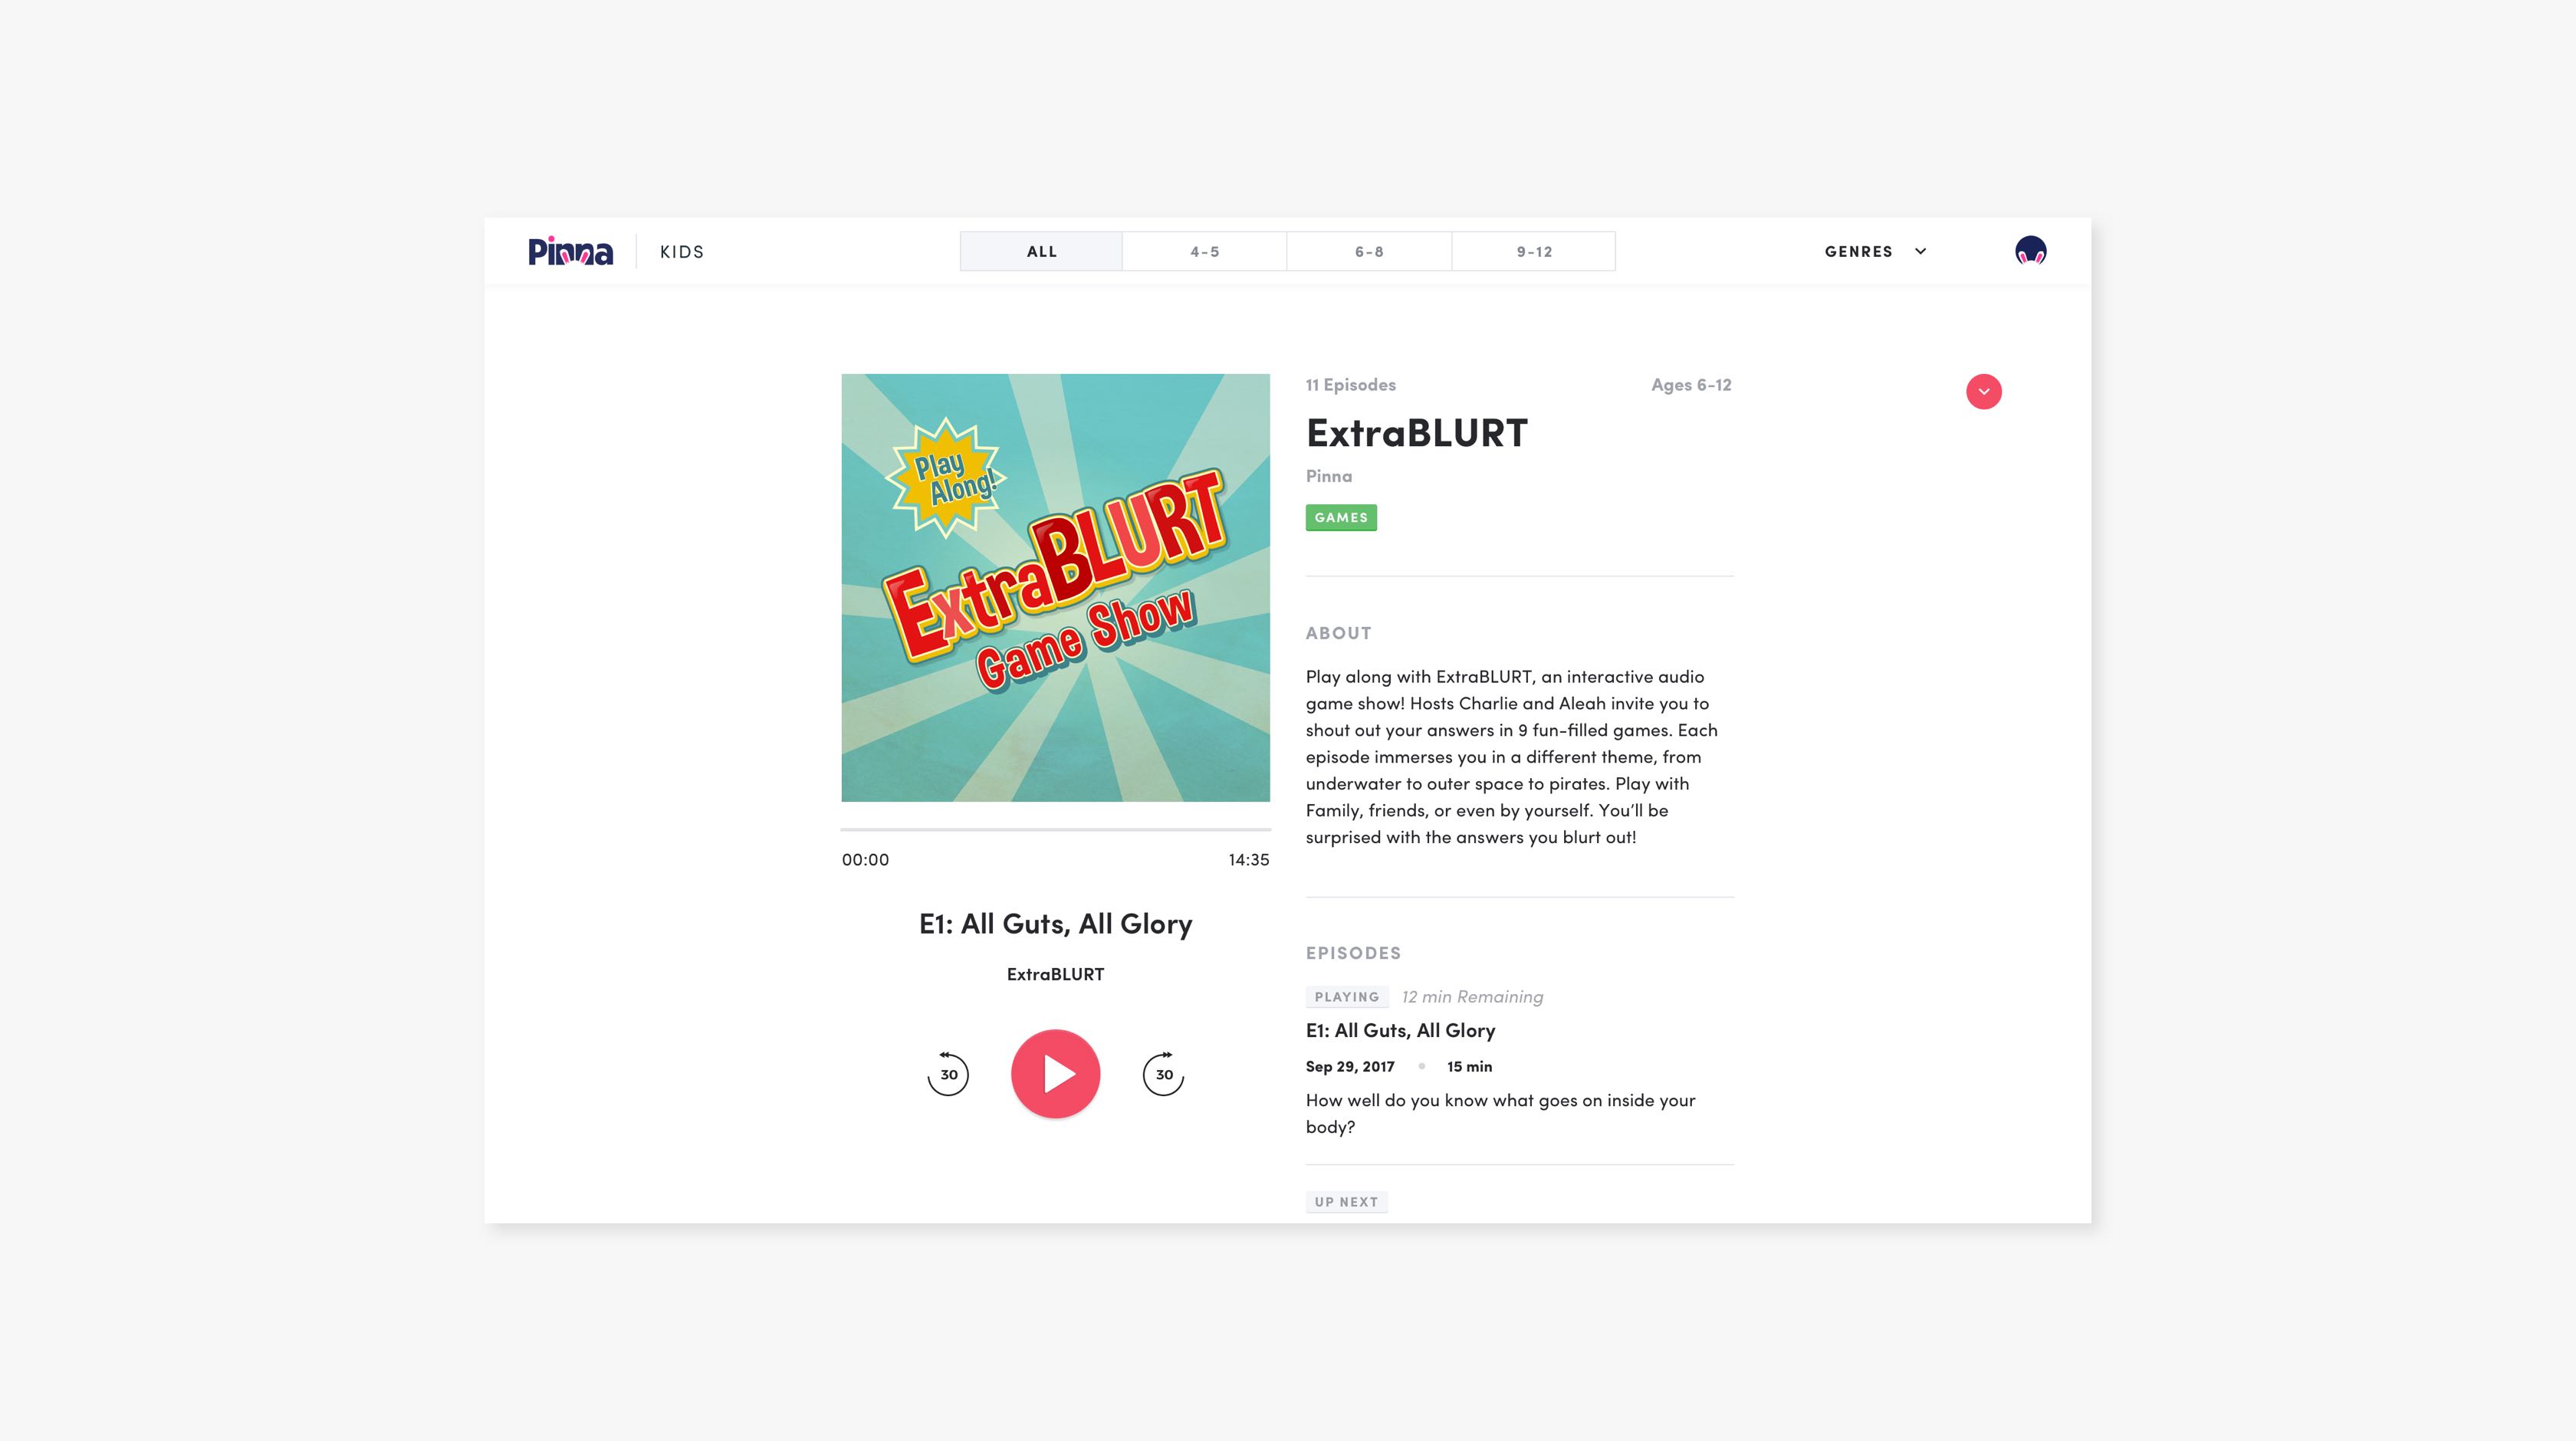 Pinna
KIDS
ALL
4-5
6-8
9-12
GENRES
Play
Along!
ExtraBLURT
Game Show
00:00
14:35
E1: All Guts, All Glory
ExtraBLURT
30
30
11 Episodes
Ages 6-12
ExtraBLURT
Pinna
GAMES
ABOUT
Play along with ExtraBLURT, an interactive audio
game show! Hosts Charlie and Aleah invite you to
shout out your answers in 9 fun-filled games. Each
episode immerses you in a different theme, from
underwater to outer space to pirates. Play with
Family, friends, or even by yourself. You’ll be
surprised with the answers you blurt out!
EPISODES
PLAYING
12 min Remaining
E1: All Guts, All Glory
Sep 29, 2017 • 15 min
How well do you know what goes on inside your
body?
UP NEXT